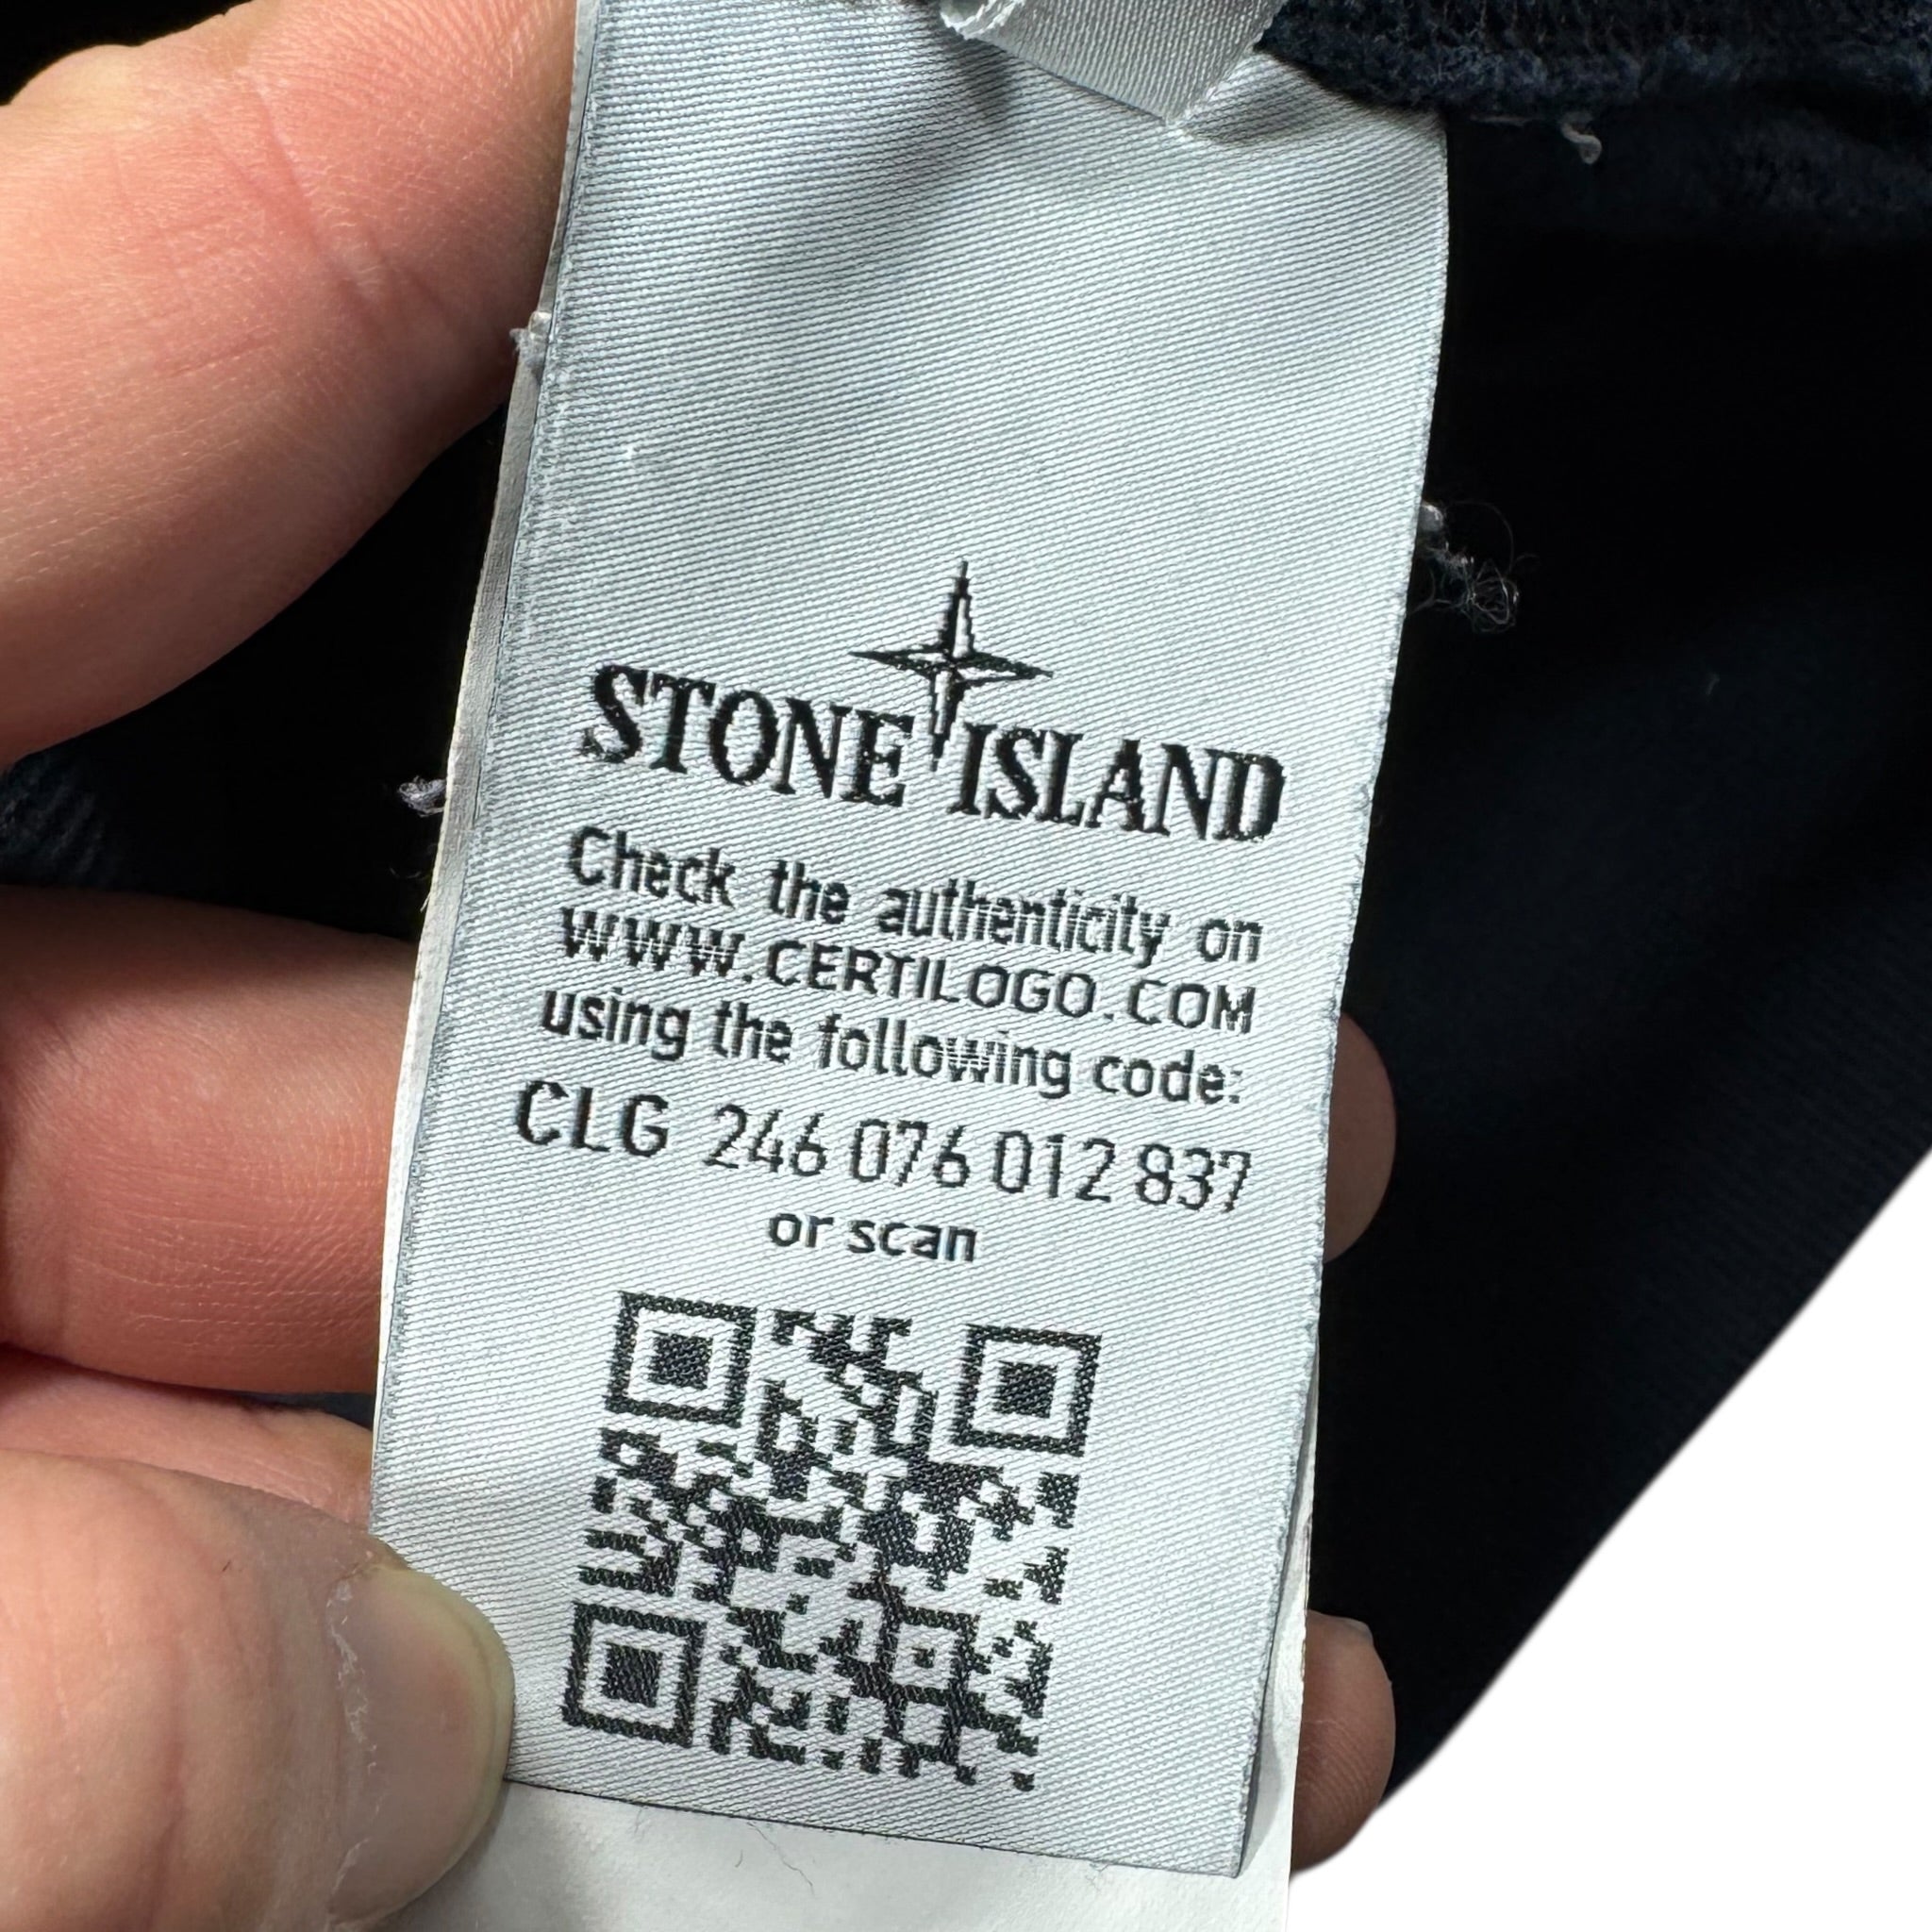 STONE ISLAND
Check the authenticity on
WWW.CERTILOGO.COM
using the following code:
CLG 246 076 012 837
or scan